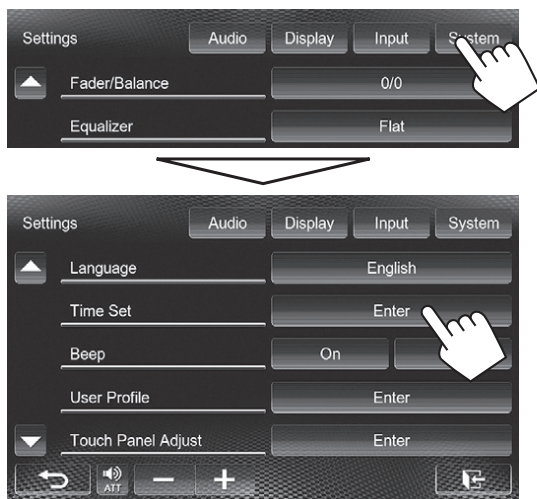 Settings Audio Display Input System
Fader/Balance 0/0
Equalizer Flat
Settings Audio Display Input System
Language English
Time Set Enter
Beep On
User Profile Enter
Touch Panel Adjust Enter
ATT